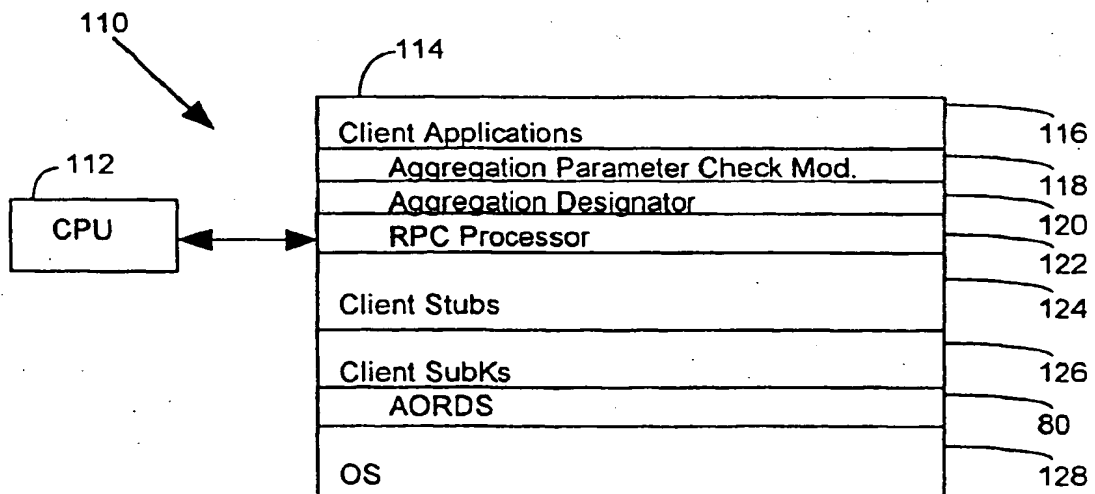 110
114
Client Applications
116
112
Aggregation Parameter Check Mod.
118
Aggregation Designator
120
CPU
RPC Processor
122
Client Stubs
124
Client SubKs
126
AORDS
80
OS
128